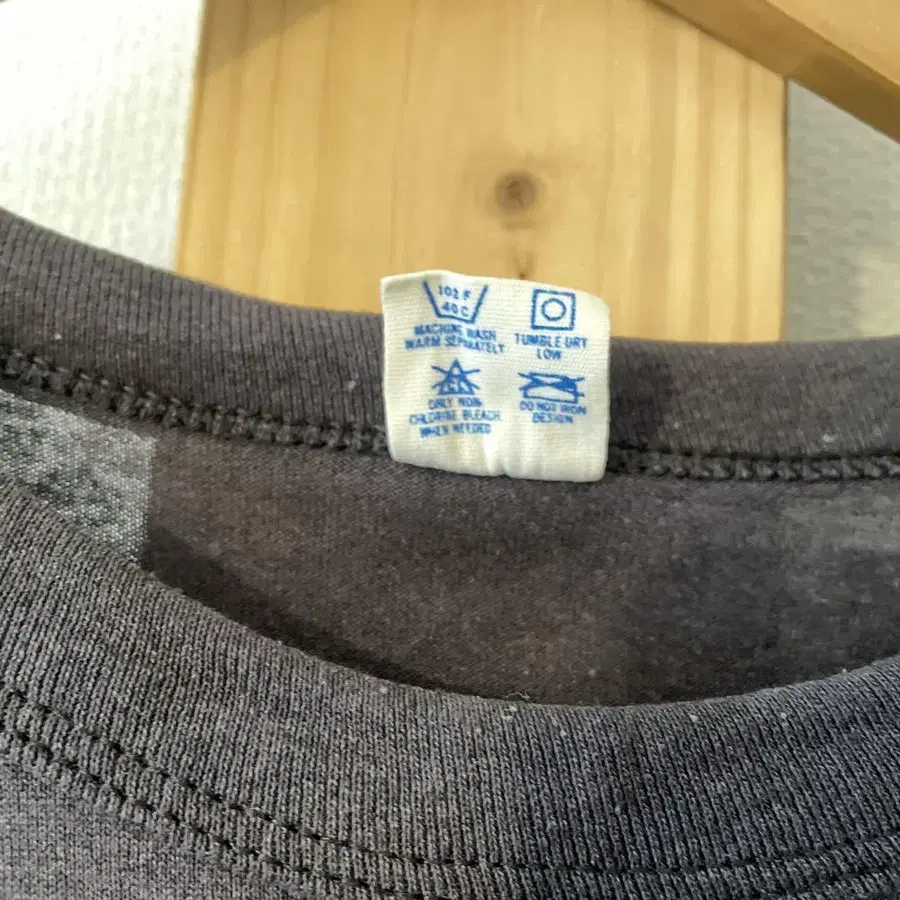 102 F
40 C
MACHINE WASH
WARM SEPARATELY
TUMBLE DRY
LOW
CL
ONLY NON-
CHLORINE BLEACH
WHEN NEEDED
DO NOT IRON
DESIGN